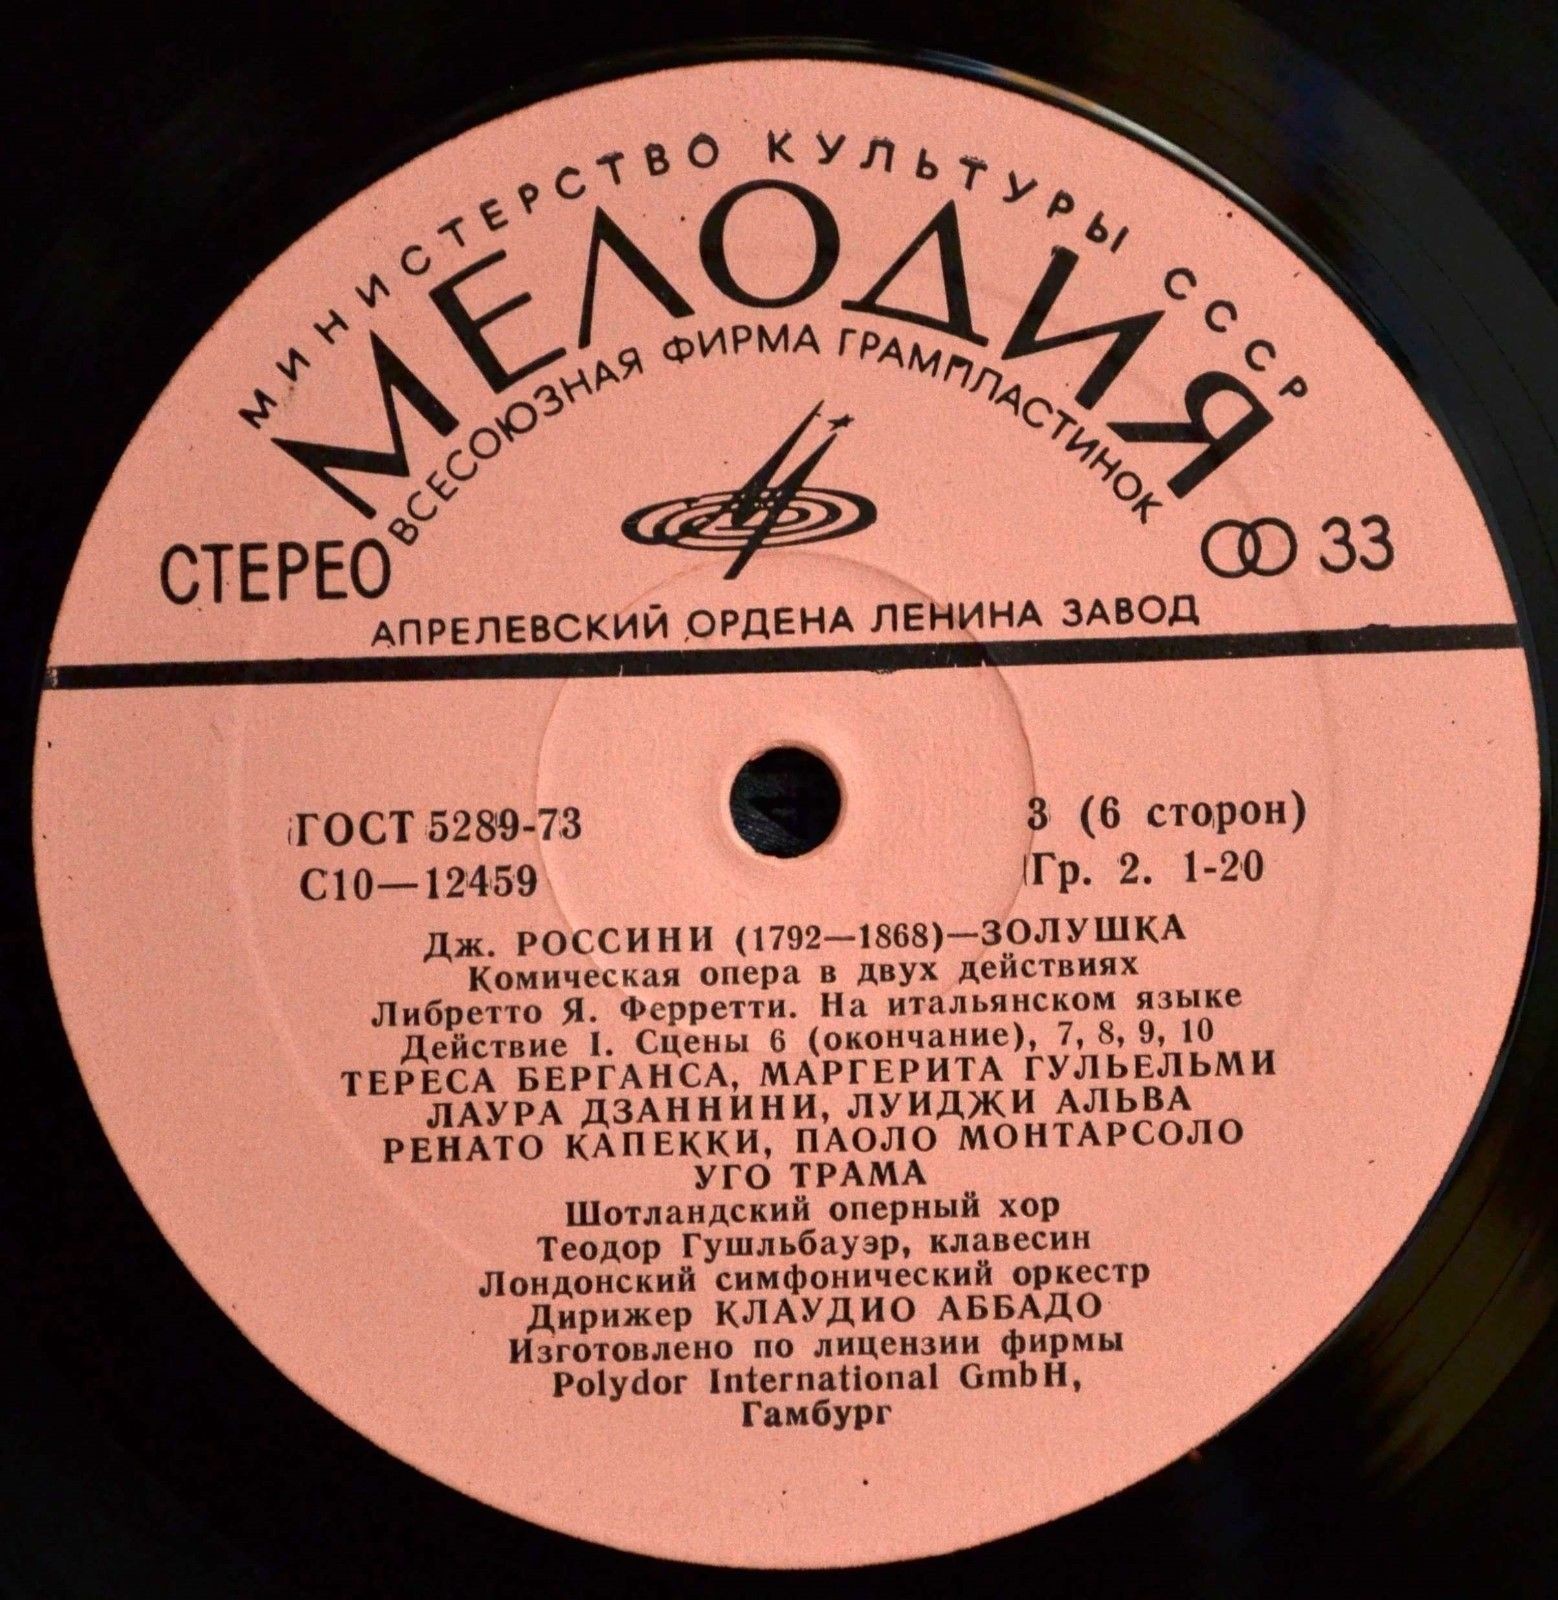 МИНИСТЕРСТВО КУЛЬТУРЫ СССР
МЕЛОДИЯ
ВСЕСОЮЗНАЯ ФИРМА ГРАМПЛАСТИНОК
СТЕРЕО
33
АПРЕЛЕВСКИЙ ОРДЕНА ЛЕНИНА ЗАВОД
ГОСТ 5289-73
3 (6 сторон)
С10—12459
Гр. 2. 1-20
Дж. РОССИНИ (1792—1868)—ЗОЛУШКА
Комическая опера в двух действиях
Либретто Я. Ферретти. На итальянском языке
Действие I. Сцены 6 (окончание), 7, 8, 9, 10
ТЕРЕСА БЕРГАНСА, МАРГЕРИТА ГУЛЬЕЛЬМИ
ЛАУРА ДЗАННИНИ, ЛУИДЖИ АЛЬВА
РЕНАТО КАПЕККИ, ПАОЛО МОНТАРСОЛО
УГО ТРАМА
Шотландский оперный хор
Теодор Гушльбауэр, клавесин
Лондонский симфонический оркестр
Дирижер КЛАУДИО АББАДО
Изготовлено по лицензии фирмы
Polydor International GmbH,
Гамбург